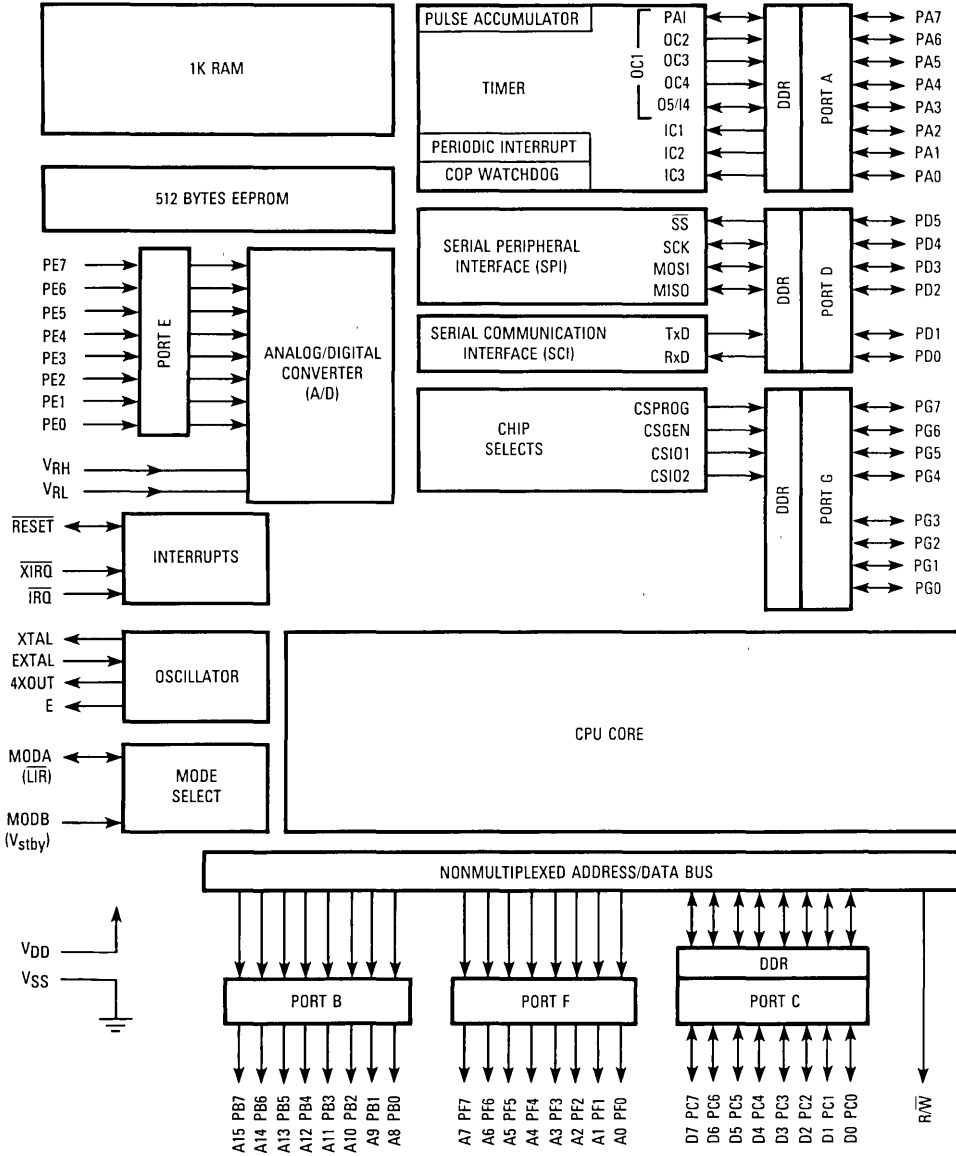 1K RAM
512 BYTES EEPROM
PE7
PE6
PE5
PE4
PE3
PE2
PE1
PE0
PORT E
ANALOG/DIGITAL
CONVERTER
(A/D)
VRH
VRL
PULSE ACCUMULATOR
TIMER
PERIODIC INTERRUPT
COP WATCHDOG
OC1
PAI
OC2
OC3
OC4
O5/I4
IC1
IC2
IC3
DDR
PORT A
PA7
PA6
PA5
PA4
PA3
PA2
PA1
PA0
SERIAL PERIPHERAL
INTERFACE (SPI)
S̅S̅
SCK
MOSI
MISO
SERIAL COMMUNICATION
INTERFACE (SCI)
TxD
RxD
DDR
PORT D
PD5
PD4
PD3
PD2
PD1
PD0
CHIP
SELECTS
CSPROG
CSGEN
CSIO1
CSIO2
DDR
PORT G
PG7
PG6
PG5
PG4
PG3
PG2
PG1
PG0
R̅E̅S̅E̅T̅
X̅I̅R̅Q̅
I̅R̅Q̅
INTERRUPTS
XTAL
EXTAL
4XOUT
E
OSCILLATOR
MODA
(L̅I̅R̅)
MODB
(Vstby)
MODE
SELECT
CPU CORE
NONMULTIPLEXED ADDRESS/DATA BUS
VDD
VSS
PORT B
PORT F
DDR
PORT C
A15 PB7
A14 PB6
A13 PB5
A12 PB4
A11 PB3
A10 PB2
A9 PB1
A8 PB0
A7 PF7
A6 PF6
A5 PF5
A4 PF4
A3 PF3
A2 PF2
A1 PF1
A0 PF0
D7 PC7
D6 PC6
D5 PC5
D4 PC4
D3 PC3
D2 PC2
D1 PC1
D0 PC0
R/W̅